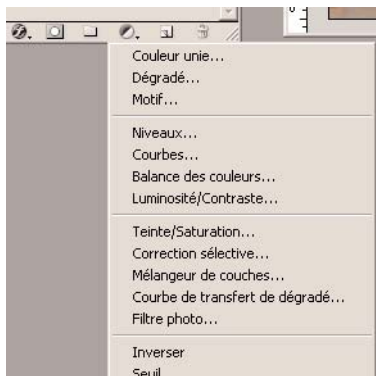 Couleur unie...
Dégradé...
Motif...
Niveaux...
Courbes...
Balance des couleurs...
Luminosité/Contraste...
Teinte/Saturation...
Correction sélective...
Mélangeur de couches...
Courbe de transfert de dégradé...
Filtre photo...
Inverser
Seuil